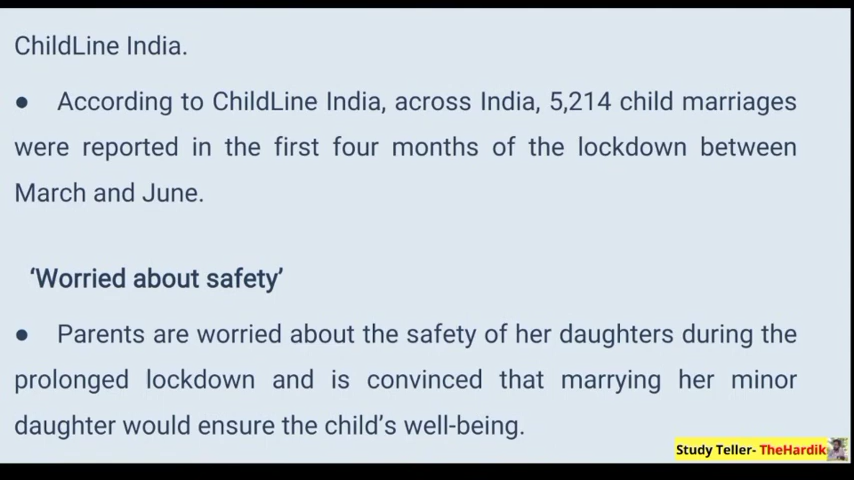 ChildLine India.
● According to ChildLine India, across India, 5,214 child marriages
were reported in the first four months of the lockdown between
March and June.
‘Worried about safety’
● Parents are worried about the safety of her daughters during the
prolonged lockdown and is convinced that marrying her minor
daughter would ensure the child’s well-being.
Study Teller- TheHardik